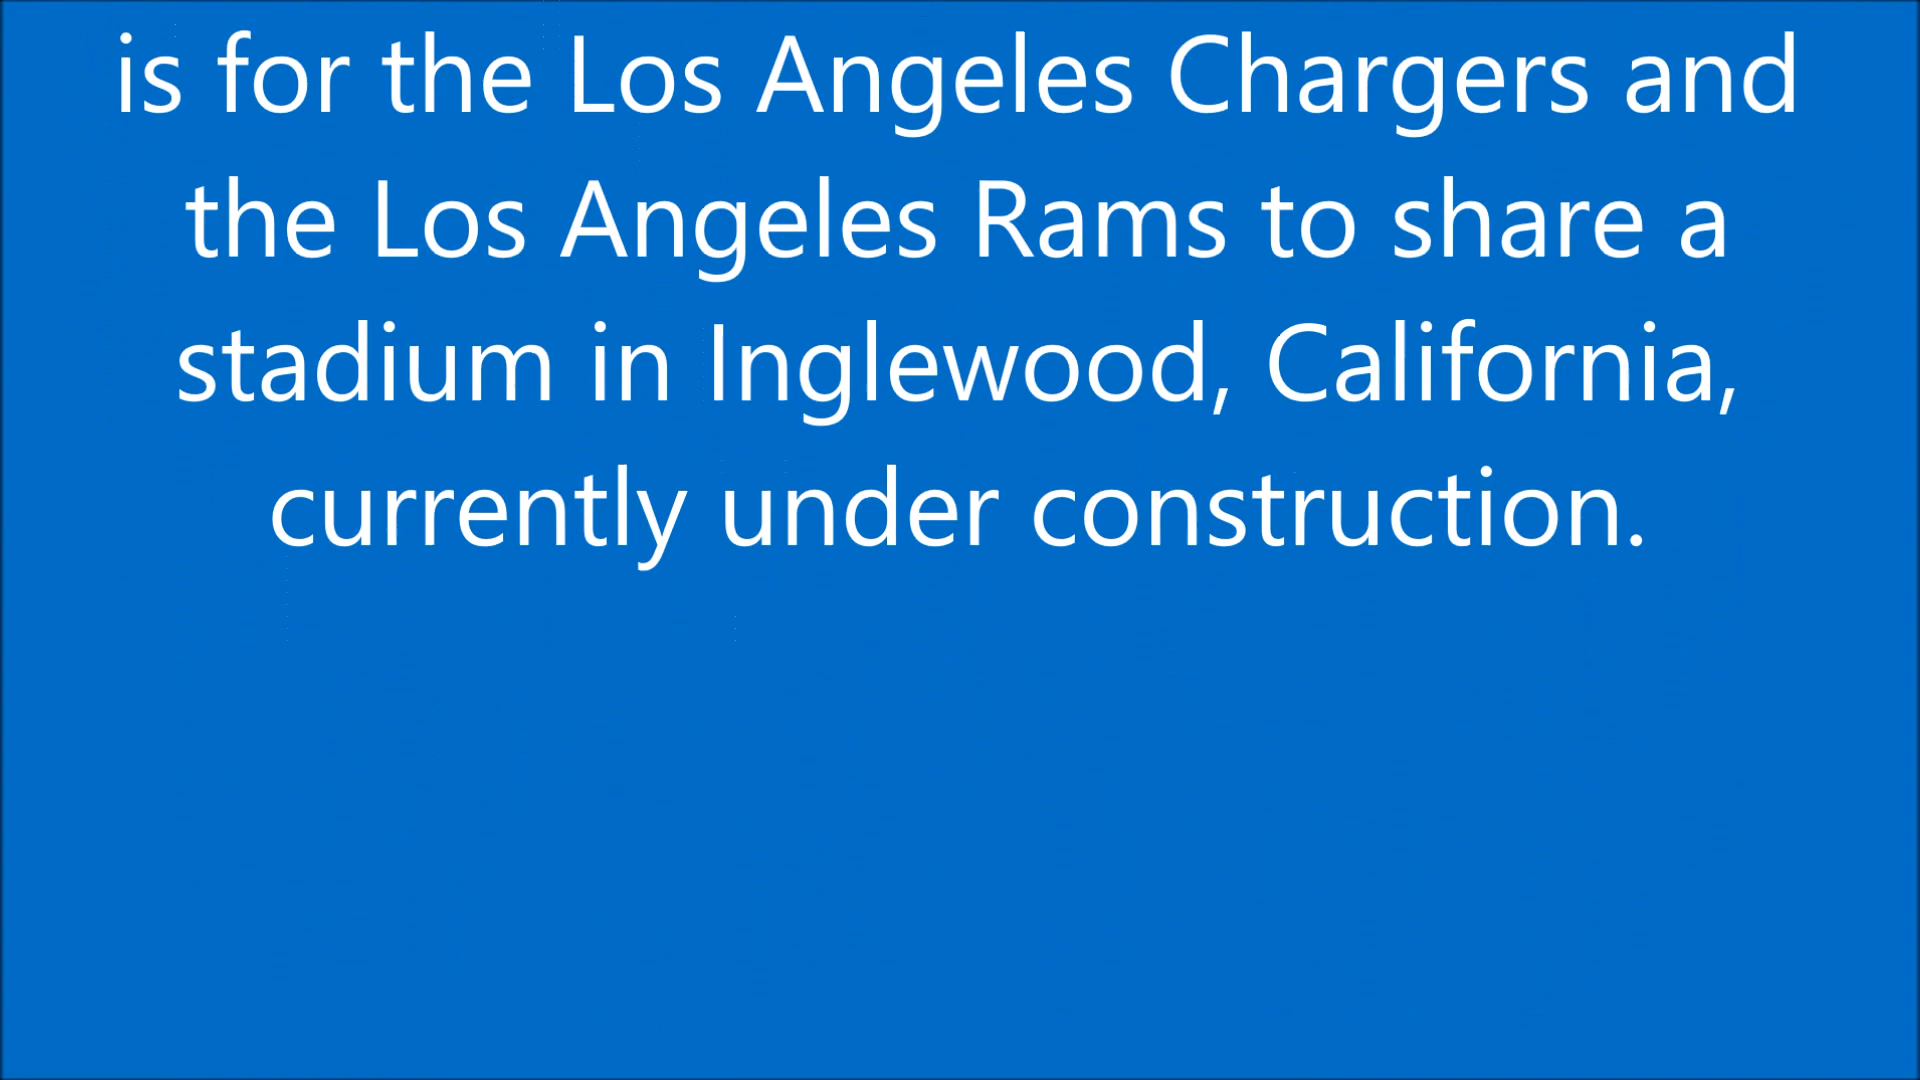 is for the Los Angeles Chargers and
the Los Angeles Rams to share a
stadium in Inglewood, California,
currently under construction.